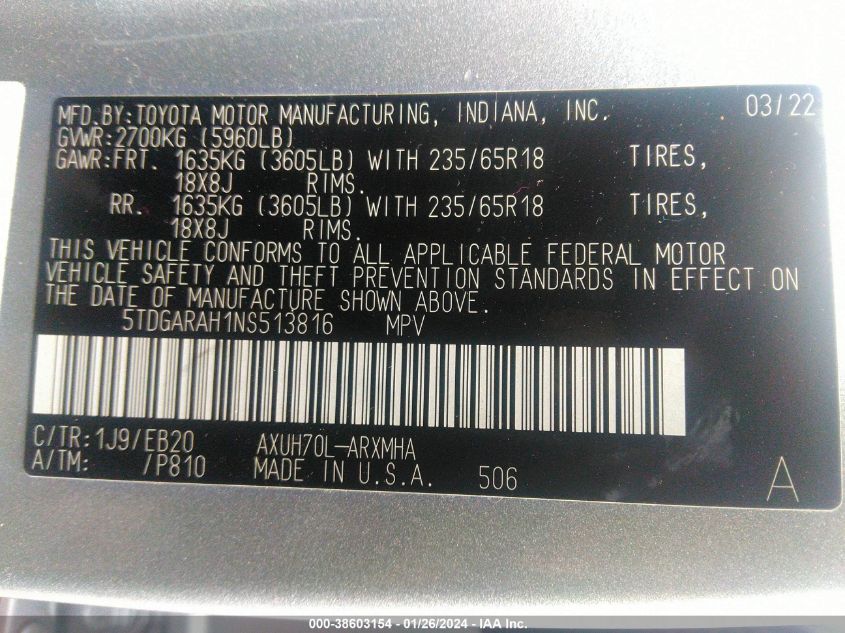 MFD.BY:TOYOTA MOTOR MANUFACTURING, INDIANA, INC. 03/22
GVWR:2700KG (5960LB)
GAWR:FRT. 1635KG (3605LB) WITH 235/65R18 TIRES,
18X8J RIMS.
RR. 1635KG (3605LB) WITH 235/65R18 TIRES,
18X8J RIMS.
THIS VEHICLE CONFORMS TO ALL APPLICABLE FEDERAL MOTOR
VEHICLE SAFETY AND THEFT PREVENTION STANDARDS IN EFFECT ON
THE DATE OF MANUFACTURE SHOWN ABOVE.
5TDGARAH1NS513816 MPV
C/TR:1J9/EB20 AXUH70L-ARXMHA
A/TM: /P810 MADE IN U.S.A. 506 A
000-38603154 - 01/26/2024 - IAA Inc.